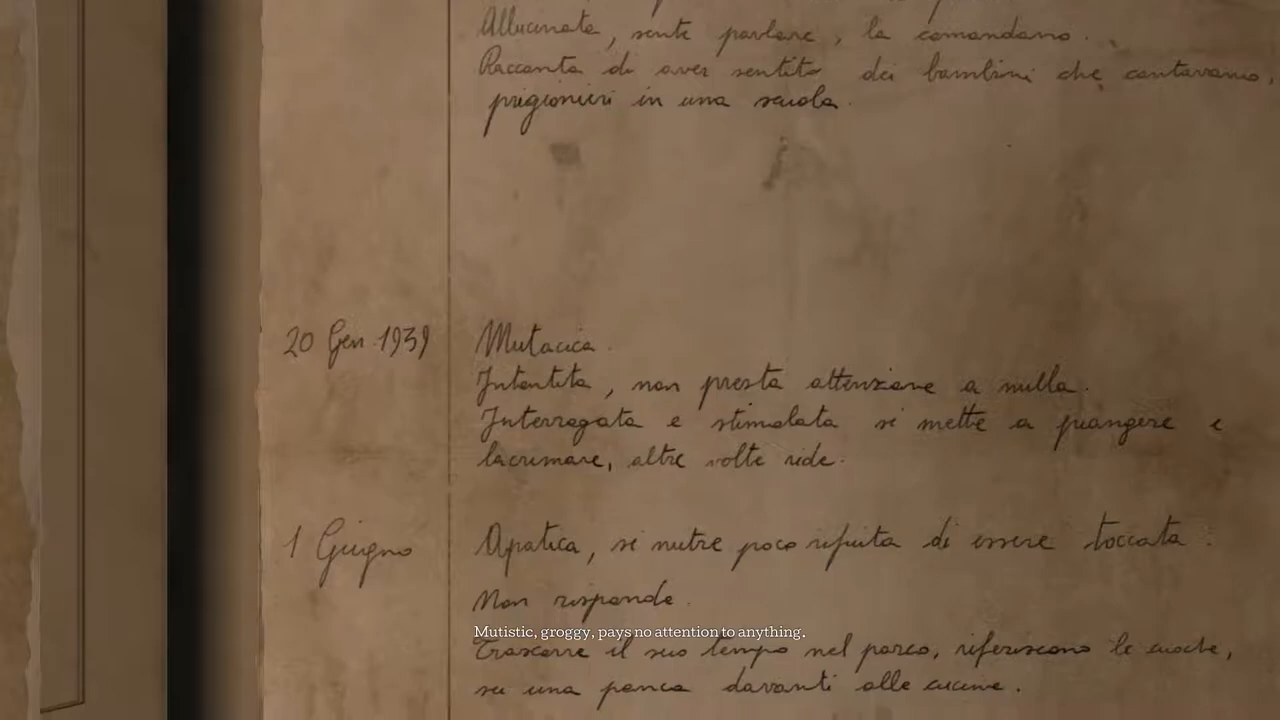 Allucinata, sente parlare, la comandano.
Racconta di aver sentito dei bambini che cantavano,
prigionieri in una scuola.
20 Gen 1939
Mutacica.
Intontita, non presta attenzione a nulla.
Interrogata e stimolata si mette a piangere e
lacrimare, altre volte ride.
1 Giugno
Apatica, si nutre poco rifiuta di essere toccata.
Non risponde.
Mutistic, groggy, pays no attention to anything.
Trascorre il suo tempo nel parco, riferiscono le cuoche,
su una panca davanti alle cucine.